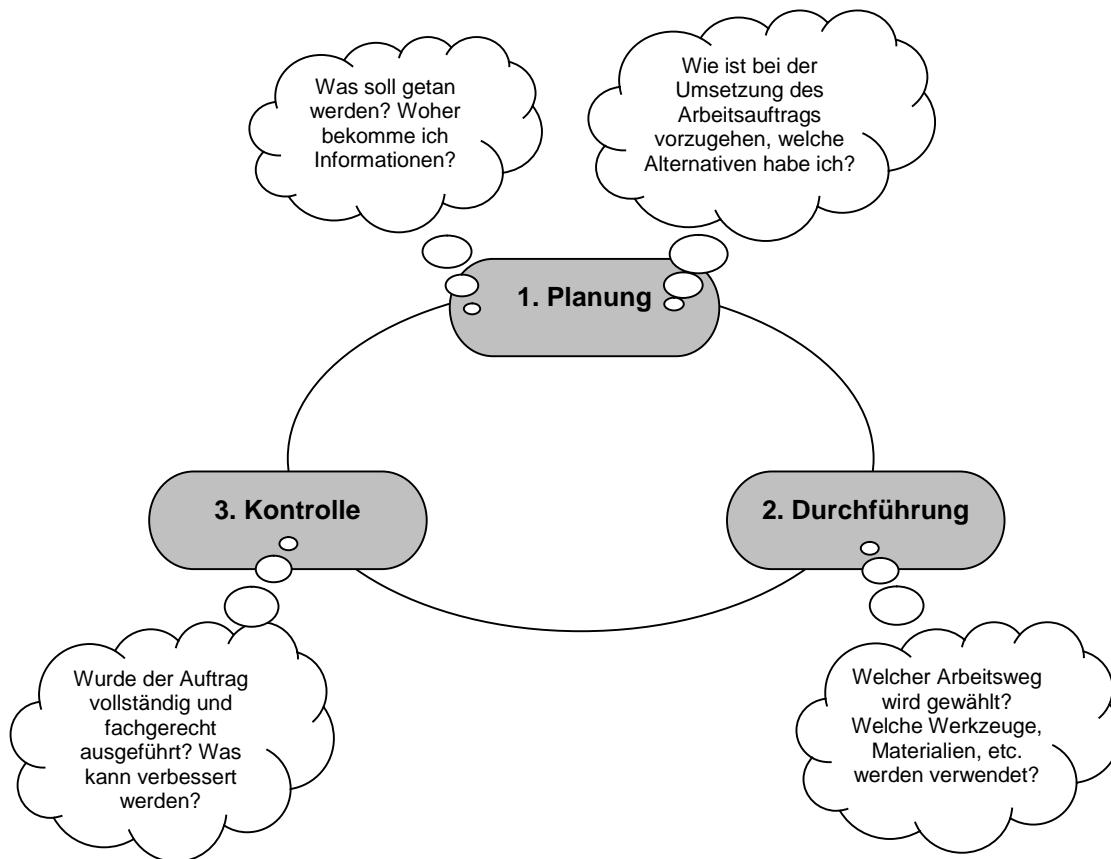 Was soll getan
werden? Woher
bekomme ich
Informationen?
Wie ist bei der
Umsetzung des
Arbeitsauftrags
vorzugehen, welche
Alternativen habe ich?
1. Planung
3. Kontrolle
2. Durchführung
Wurde der Auftrag
vollständig und
fachgerecht
ausgeführt? Was
kann verbessert
werden?
Welcher Arbeitsweg
wird gewählt?
Welche Werkzeuge,
Materialien, etc.
werden verwendet?